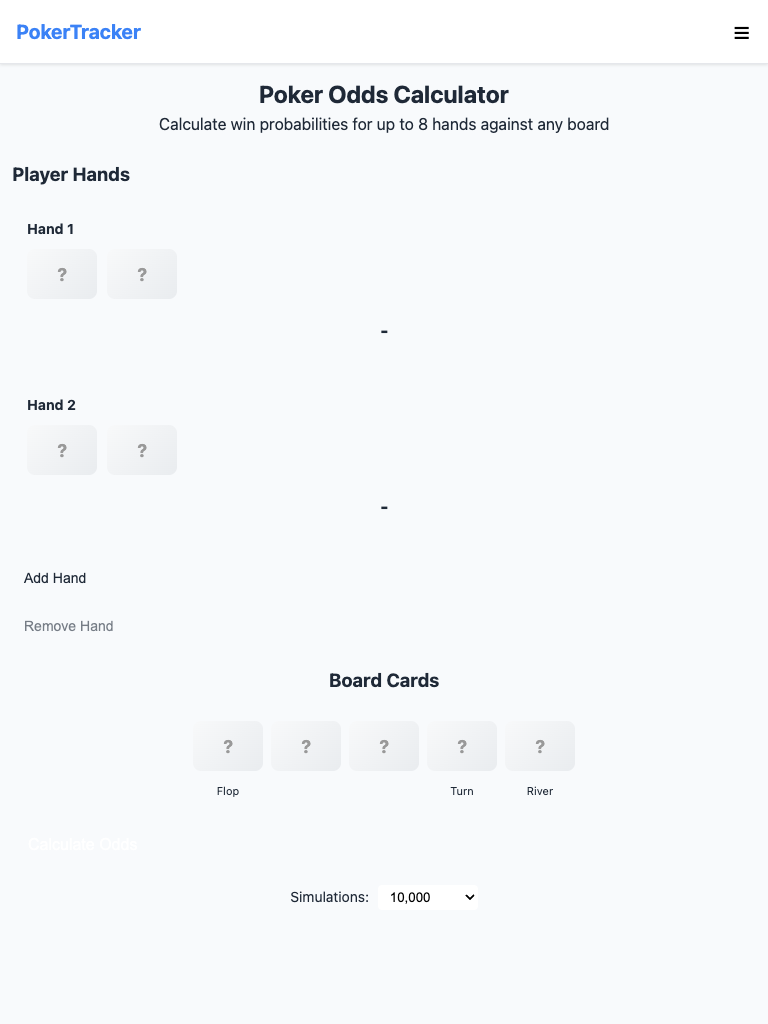 PokerTracker
Poker Odds Calculator
Calculate win probabilities for up to 8 hands against any board
Player Hands
Hand 1
? ?
-
Hand 2
? ?
-
Add Hand
Remove Hand
Board Cards
? ? ? ? ?
Flop Turn River
Calculate Odds
Simulations: 10,000